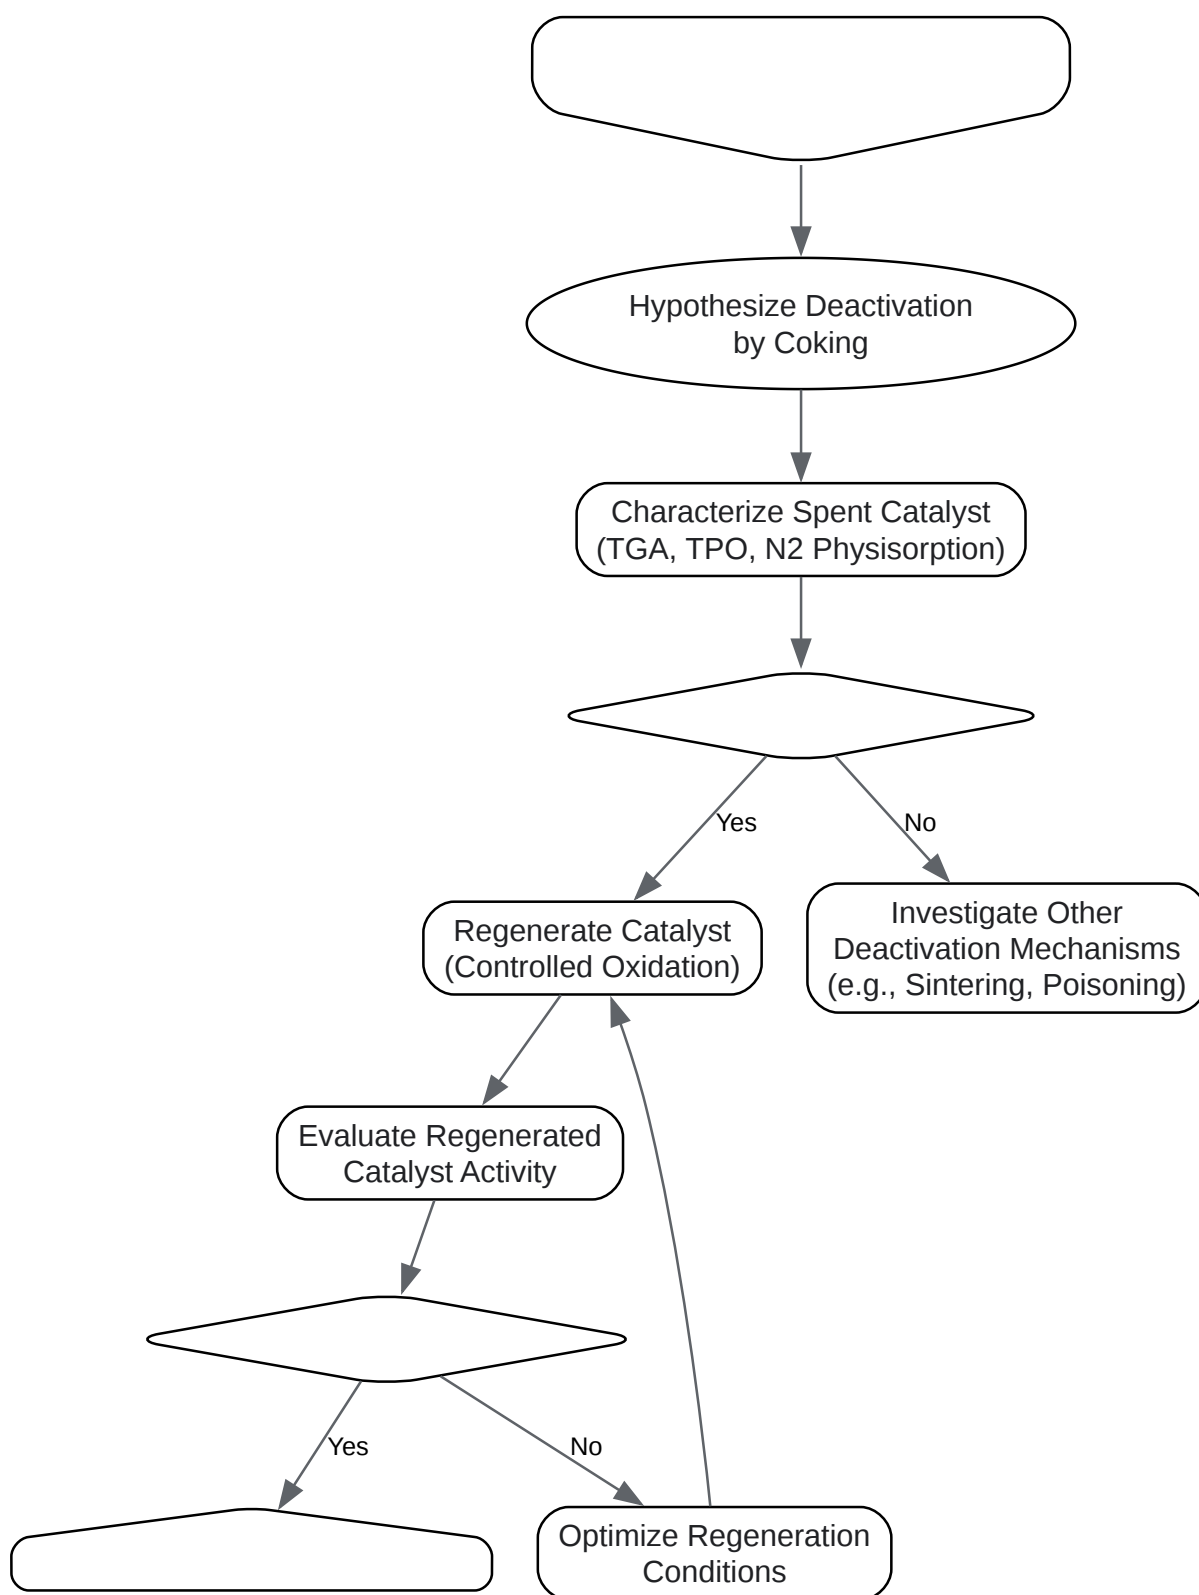 Hypothesize Deactivation
by Coking
Characterize Spent Catalyst
(TGA, TPO, N2 Physisorption)
Yes
No
Regenerate Catalyst
(Controlled Oxidation)
Investigate Other
Deactivation Mechanisms
(e.g., Sintering, Poisoning)
Evaluate Regenerated
Catalyst Activity
Yes
No
Optimize Regeneration
Conditions